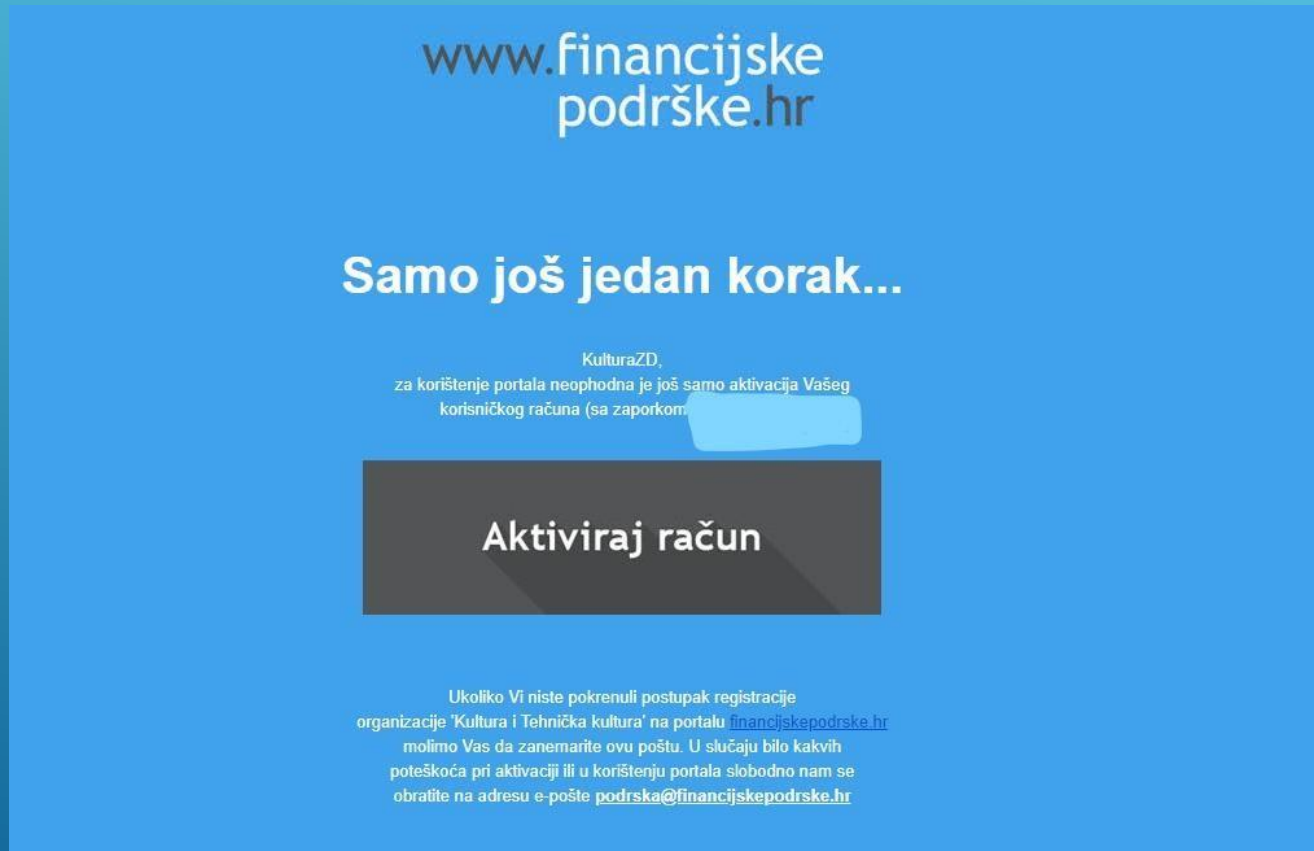 www.financijske
podrške.hr
Samo još jedan korak...
KulturaZD,
za korištenje portala neophodna je još samo aktivacija Vašeg
korisničkog računa (sa zaporkom
Aktiviraj račun
Ukoliko Vi niste pokrenuli postupak registracije
organizacije 'Kultura i Tehnička kultura' na portalu financijskepodrske.hr
molimo Vas da zanemarite ovu poštu. U slučaju bilo kakvih
poteškoća pri aktivaciji ili u korištenju portala slobodno nam se
obratite na adresu e-pošte podrska@financijskepodrske.hr